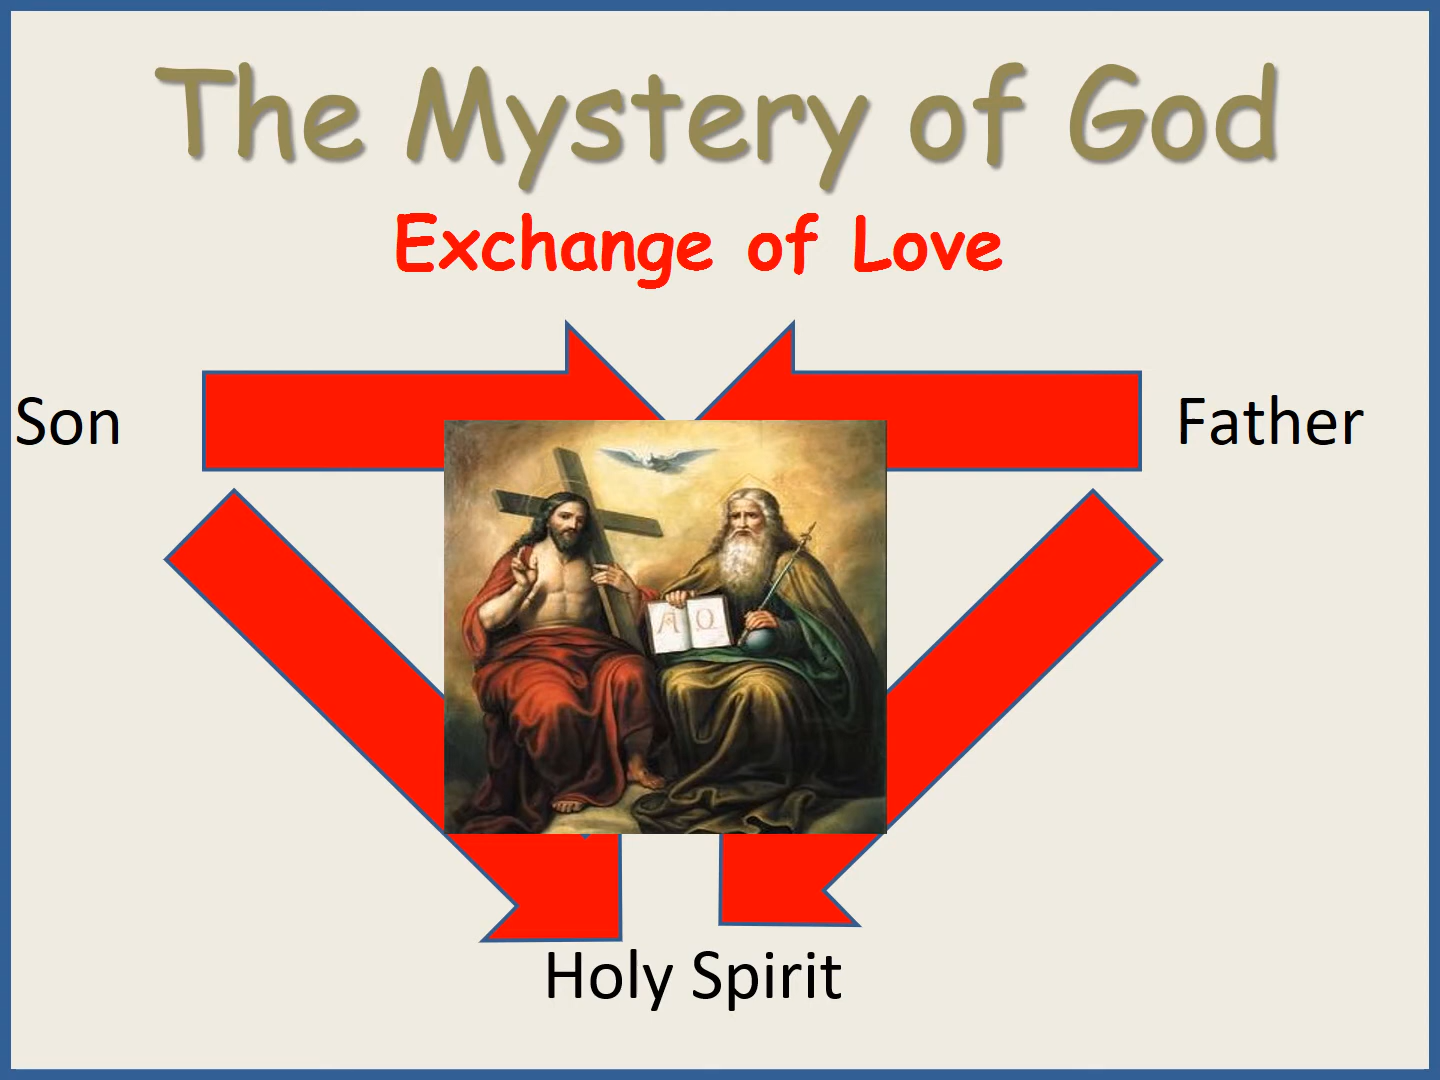 The Mystery of God
Exchange of Love
Son
Father
A Ω
Holy Spirit